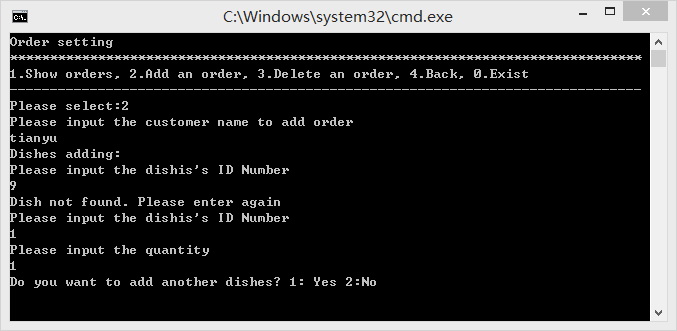 C:\Windows\system32\cmd.exe
Order setting
*******************************************************************************
1.Show orders, 2.Add an order, 3.Delete an order, 4.Back, 0.Exist
-------------------------------------------------------------------------------
Please select:2
Please input the customer name to add order
tianyu
Dishes adding:
Please input the dishis's ID Number
9
Dish not found. Please enter again
Please input the dishis's ID Number
1
Please input the quantity
1
Do you want to add another dishes? 1: Yes 2:No